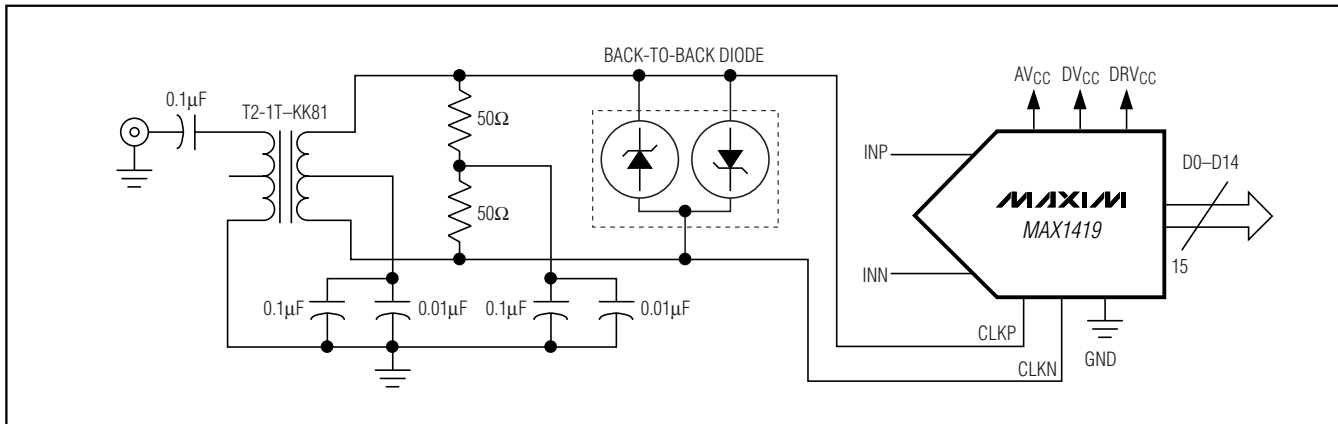 BACK-TO-BACK DIODE
AVCC DVCC DRVCC
0.1μF
T2-1T–KK81
50Ω
INP
D0–D14
MAXIM
MAX1419
50Ω
15
INN
0.1μF
0.01μF
0.1μF
0.01μF
CLKP
GND
CLKN